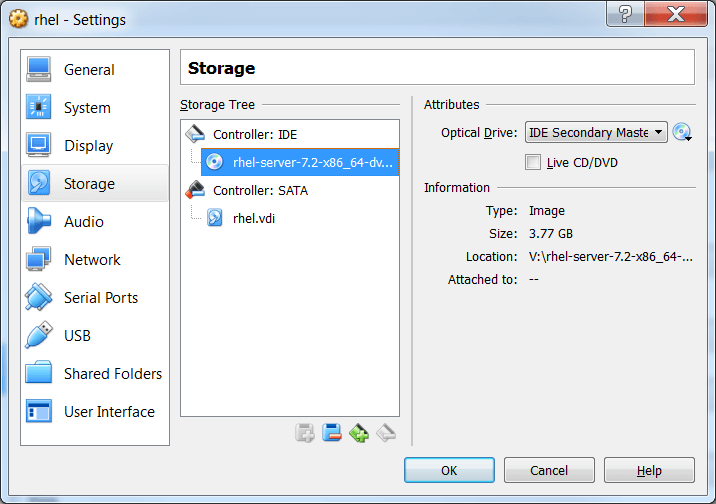 rhel - Settings
General
System
Display
Storage
Audio
Network
Serial Ports
USB
Shared Folders
User Interface
Storage
Storage Tree
Controller: IDE
rhel-server-7.2-x86_64-dv...
Controller: SATA
rhel.vdi
Attributes
Optical Drive: IDE Secondary Maste
Live CD/DVD
Information
Type: Image
Size: 3.77 GB
Location: V:\rhel-server-7.2-x86_64-...
Attached to: --
OK
Cancel
Help